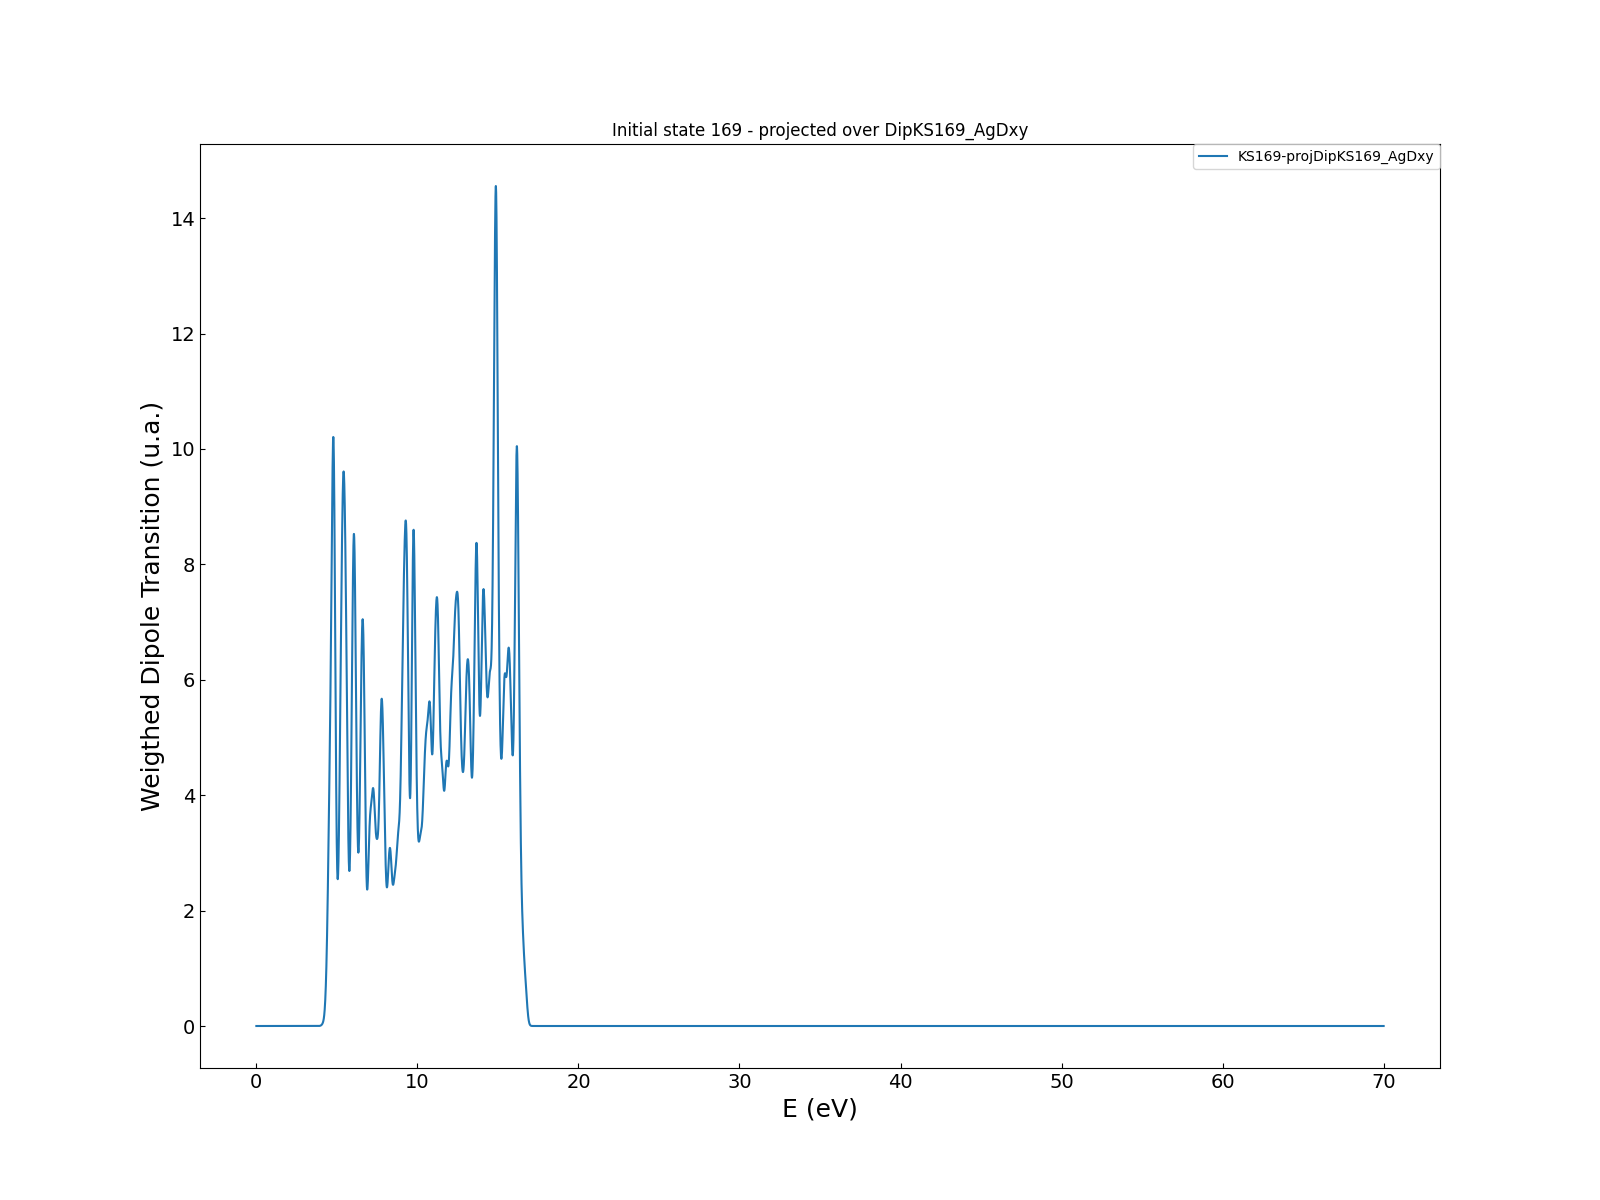 Initial state 169 - projected over DipKS169_AgDxy
KS169-projDipKS169_AgDxy
Weigthed Dipole Transition (u.a.)
14
12
10
8
6
4
2
0
0 10 20 30 40 50 60 70
E (eV)